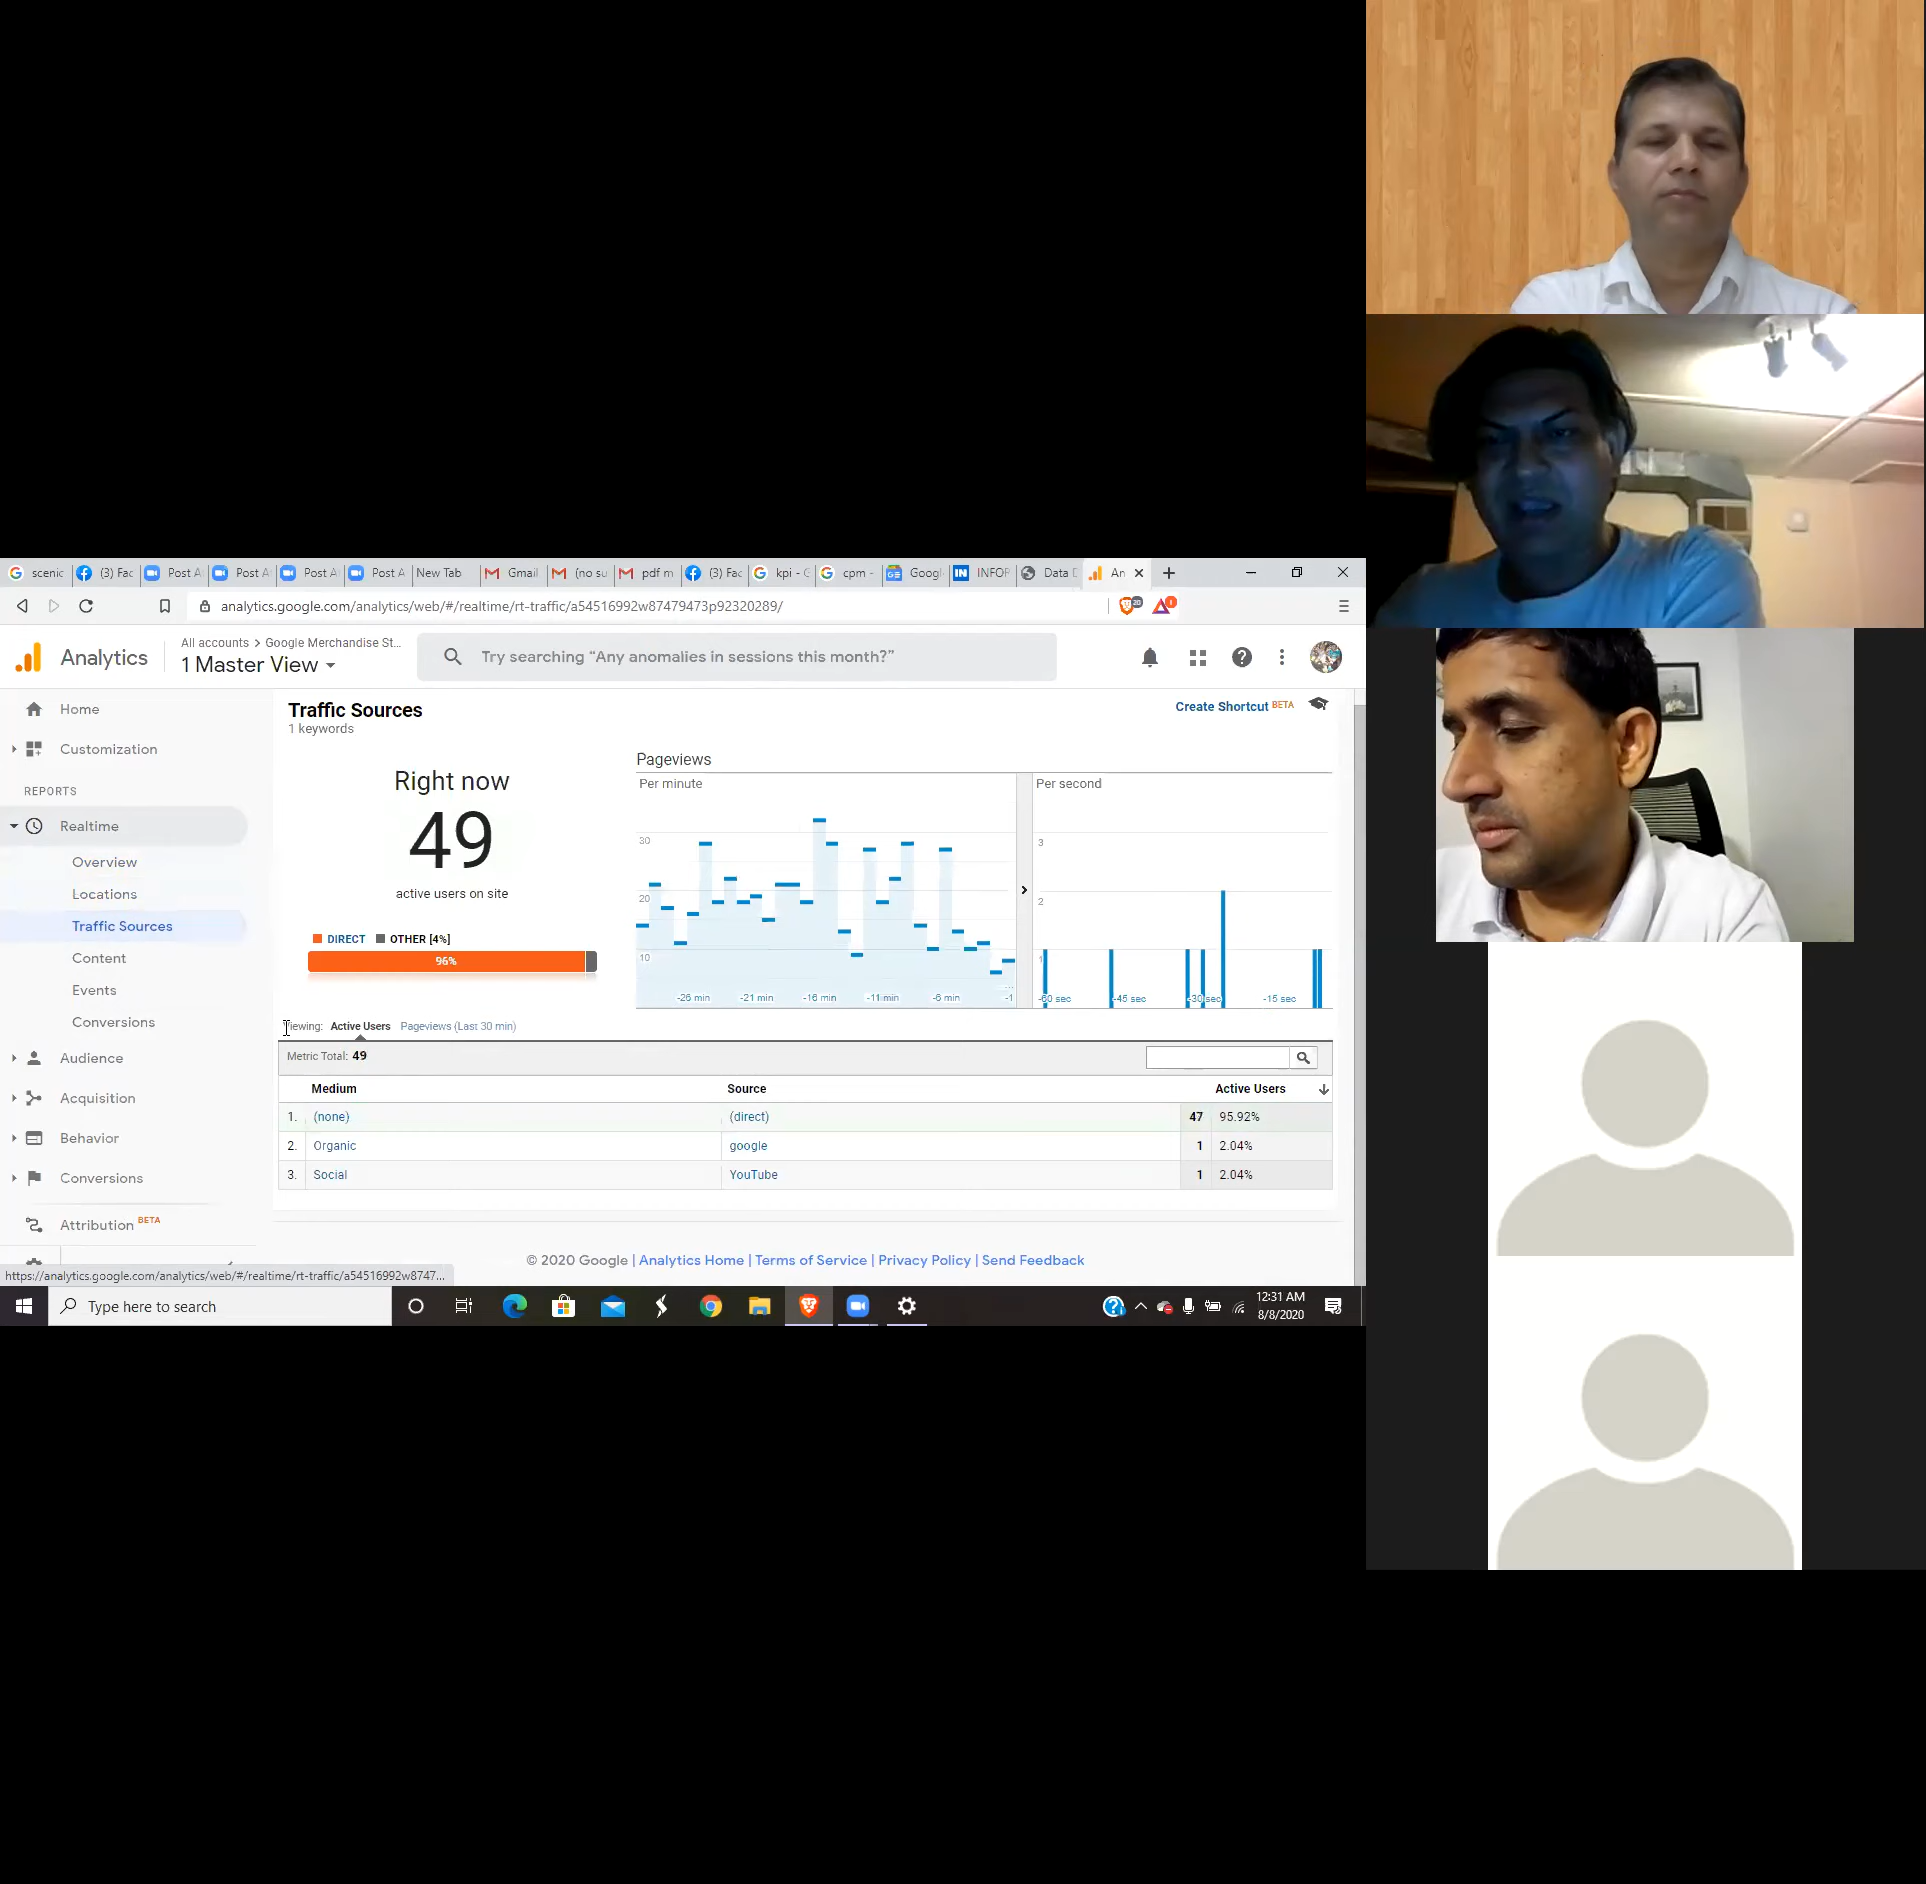 scenic (3) Fac Post A Post A Post A Post A New Tab Gmail (no su pdf m (3) Fac kpi - G cpm - Googl INFOR Data D An
analytics.google.com/analytics/web/#/realtime/rt-traffic/a54516992w87479473p92320289/
Analytics
All accounts > Google Merchandise St...
1 Master View
Try searching “Any anomalies in sessions this month?”
Home
Customization
REPORTS
Realtime
Overview
Locations
Traffic Sources
Content
Events
Conversions
Audience
Acquisition
Behavior
Conversions
Attribution BETA
Traffic Sources
1 keywords
Create Shortcut BETA
Right now
49
active users on site
DIRECT OTHER [4%]
96%
Pageviews
Per minute
30
20
10
-26 min -21 min -16 min -11 min -6 min -1
Per second
3
2
1
-60 sec -45 sec -30 sec -15 sec
Viewing: Active Users Pageviews (Last 30 min)
Metric Total: 49
Medium Source Active Users
1. (none) (direct) 47 95.92%
2. Organic google 1 2.04%
3. Social YouTube 1 2.04%
© 2020 Google | Analytics Home | Terms of Service | Privacy Policy | Send Feedback
https://analytics.google.com/analytics/web/#/realtime/rt-traffic/a54516992w8747...
Type here to search
12:31 AM
8/8/2020